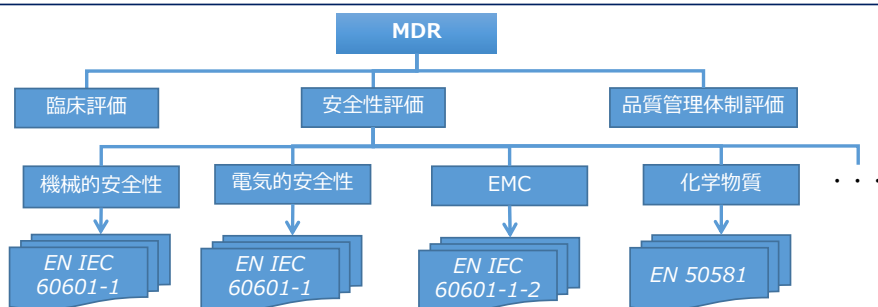 MDR
臨床評価
安全性評価
品質管理体制評価
機械的安全性
電気的安全性
EMC
化学物質
・・・
EN IEC
60601-1
EN IEC
60601-1
EN IEC
60601-1-2
EN 50581